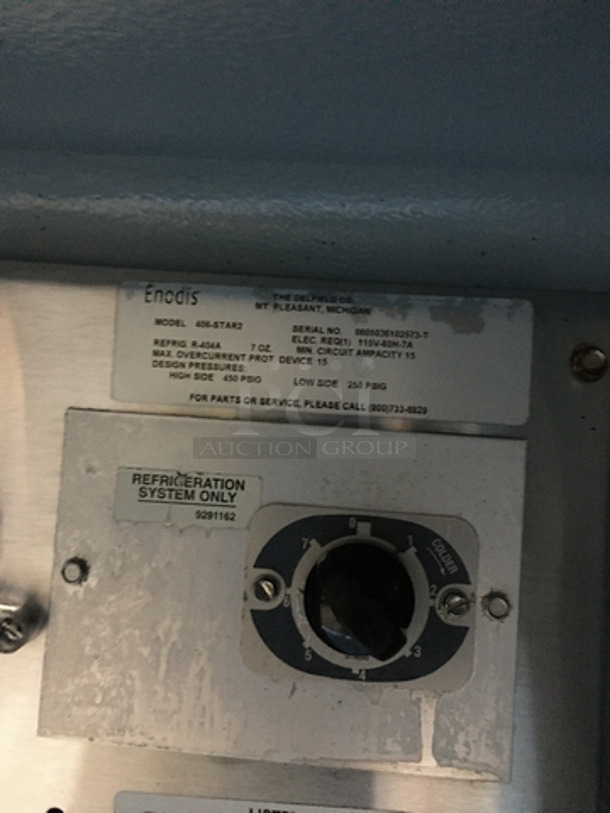 Enodis
THE DELFIELD CO.
MT. PLEASANT, MICHIGAN
MODEL 406-STAR2 SERIAL NO. 0605036102573-T
ELEC. REQ(1) 115V-60H-7A
REFRIG. R-404A 7 OZ. MIN. CIRCUIT AMPACITY 15
MAX. OVERCURRENT PROT. DEVICE 15
DESIGN PRESSURES:
HIGH SIDE 450 PSIG LOW SIDE 250 PSIG
FOR PARTS OR SERVICE, PLEASE CALL (800)733-8829
AUCTION GROUP
REFRIGERATION
SYSTEM ONLY
9291162
0
7 1
COLDER
2
5 3
4